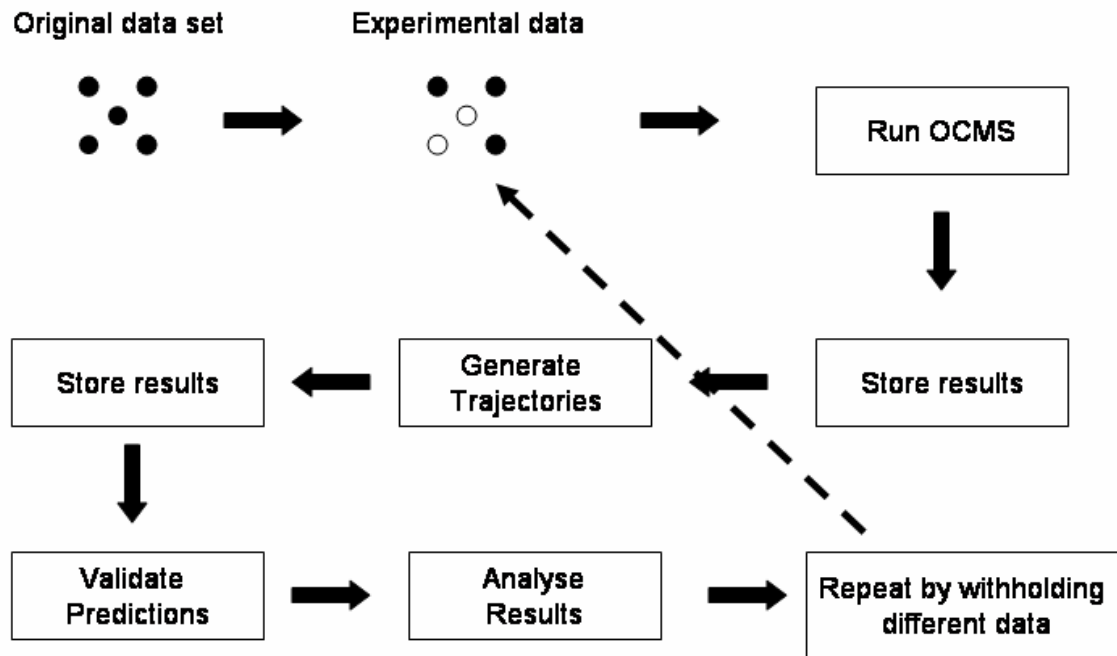 Original data set
Experimental data
Run OCMS
Store results
Generate
Trajectories
Store results
Validate
Predictions
Analyse
Results
Repeat by withholding
different data